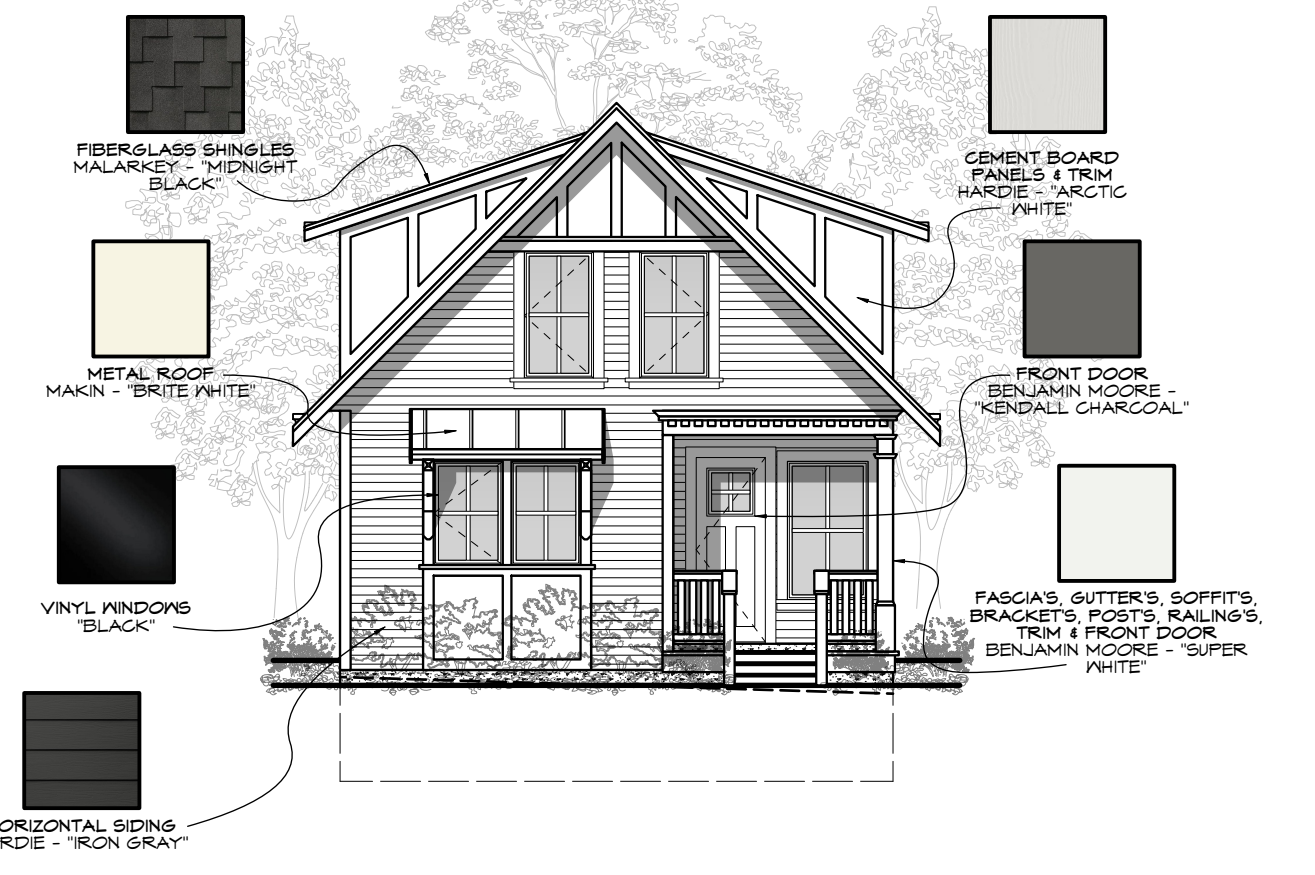 FIBERGLASS SHINGLES
MALARKEY - "MIDNIGHT
BLACK"
CEMENT BOARD
PANELS & TRIM
HARDIE - "ARCTIC
WHITE"
METAL ROOF
MAKIN - "BRITE WHITE"
FRONT DOOR
BENJAMIN MOORE -
"KENDALL CHARCOAL"
VINYL WINDOWS
"BLACK"
FASCIA'S, GUTTER'S, SOFFIT'S,
BRACKET'S, POST'S, RAILING'S,
TRIM & FRONT DOOR
BENJAMIN MOORE - "SUPER
WHITE"
ORIZONTAL SIDING
RDIE - "IRON GRAY"